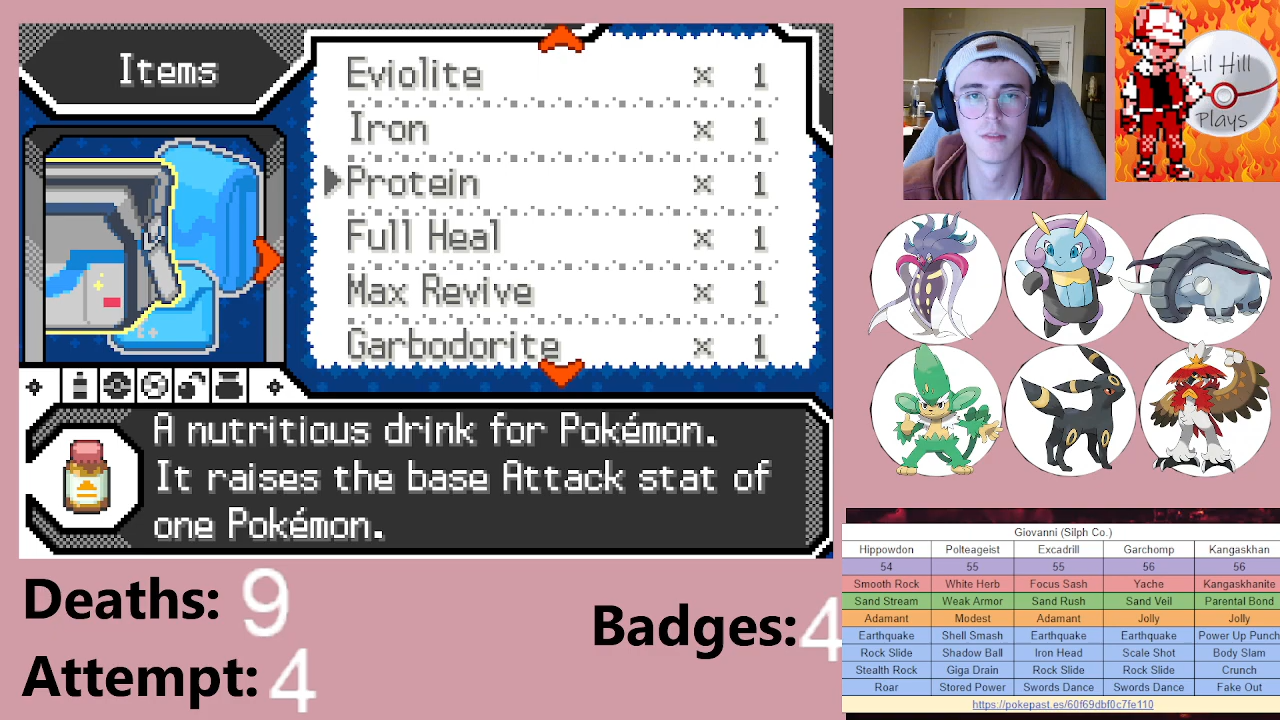 Items
Eviolite × 1
Iron × 1
Protein × 1
Full Heal × 1
Max Revive × 1
Garbodorite × 1
A nutritious drink for Pokémon.
It raises the base Attack stat of
one Pokémon.
Lil Hill
Plays
Deaths: 9
Attempt: 4
Badges: 4
Giovanni (Silph Co.)
Hippowdon Polteageist Excadrill Garchomp Kangaskhan
54 55 55 56 56
Smooth Rock White Herb Focus Sash Yache Kangaskhanite
Sand Stream Weak Armor Sand Rush Sand Veil Parental Bond
Adamant Modest Adamant Jolly Jolly
Earthquake Shell Smash Earthquake Earthquake Power Up Punch
Rock Slide Shadow Ball Iron Head Scale Shot Body Slam
Stealth Rock Giga Drain Rock Slide Rock Slide Crunch
Roar Stored Power Swords Dance Swords Dance Fake Out
https://pokepast.es/60f69dbf0c7fe110